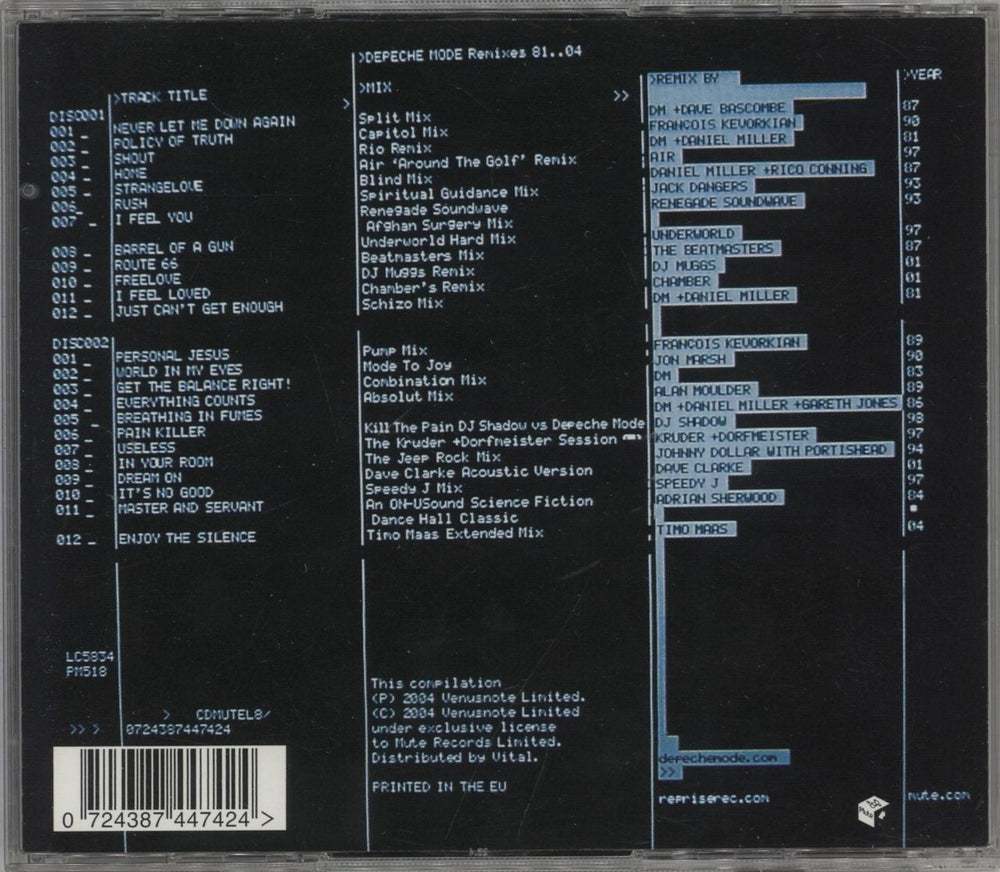 >DEPECHE MODE Remixes 81..04
>TRACK TITLE > >MIX >> >REMIX BY >YEAR
DISC001
001 _ NEVER LET ME DOWN AGAIN Split Mix DM +DAVE BASCOMBE 87
002 _ POLICY OF TRUTH Capitol Mix FRANCOIS KEVORKIAN 90
003 _ SHOUT Rio Remix DM +DANIEL MILLER 81
004 _ HOME Air 'Around The Golf' Remix AIR 97
005 _ STRANGELOVE Blind Mix DANIEL MILLER +RICO CONNING 87
006_ RUSH Spiritual Guidance Mix JACK DANGERS 93
007 _ I FEEL YOU Renegade Soundwave RENEGADE SOUNDWAVE 93
Afghan Surgery Mix
008 _ BARREL OF A GUN Underworld Hard Mix UNDERWORLD 97
009 _ ROUTE 66 Beatmasters Mix THE BEATMASTERS 87
010 _ FREELOVE DJ Muggs Remix DJ MUGGS 01
011 _ I FEEL LOVED Chamber's Remix CHAMBER 01
012 _ JUST CAN'T GET ENOUGH Schizo Mix DM +DANIEL MILLER 81
DISC002
001 _ PERSONAL JESUS Pump Mix FRANCOIS KEVORKIAN 89
002 _ WORLD IN MY EYES Mode To Joy JON MARSH 90
003 _ GET THE BALANCE RIGHT! Combination Mix DM 83
004 _ EVERYTHING COUNTS Absolut Mix ALAN MOULDER 89
005 _ BREATHING IN FUMES DM +DANIEL MILLER +GARETH JONES 86
006 _ PAIN KILLER Kill The Pain DJ Shadow vs Depeche Mode DJ SHADOW 98
007 _ USELESS The Kruder +Dorfmeister Session KRUDER +DORFMEISTER 97
008 _ IN YOUR ROOM The Jeep Rock Mix JOHNNY DOLLAR WITH PORTISHEAD 94
009 _ DREAM ON Dave Clarke Acoustic Version DAVE CLARKE 01
010 _ IT'S NO GOOD Speedy J Mix SPEEDY J 97
011 _ MASTER AND SERVANT An ON-USound Science Fiction ADRIAN SHERWOOD 84
Dance Hall Classic
012 _ ENJOY THE SILENCE Timo Maas Extended Mix TIMO MAAS 04
LC5834
PM518
> CDMUTEL8/
>> > 0724387447424
0 724387 447424 >
This compilation
(P) 2004 Venusnote Limited.
(C) 2004 Venusnote Limited
under exclusive license
to Mute Records Limited.
Distributed by Vital.
PRINTED IN THE EU
depechemode.com
>>
repriserec.com
Mute
mute.com